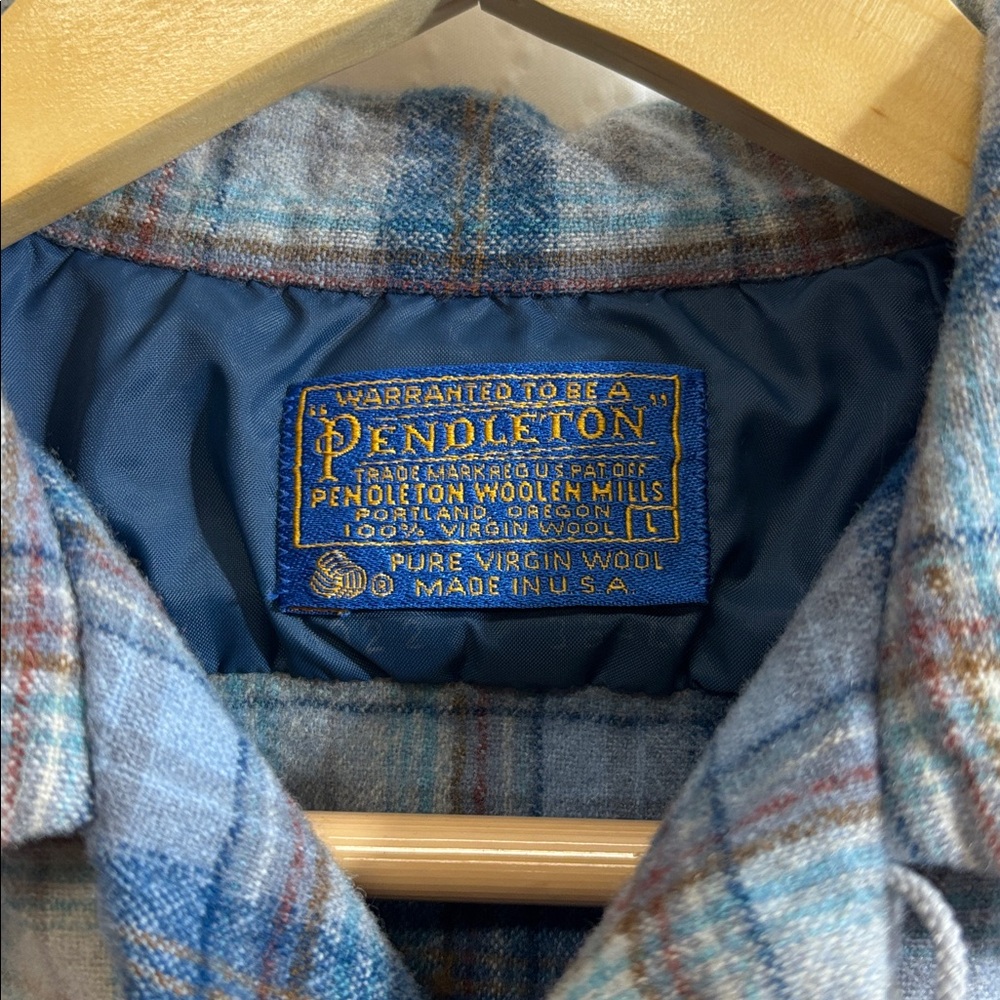 WARRANTED TO BE A
"PENDLETON"
TRADE MARK REG U S PAT OFF
PENDLETON WOOLEN MILLS
PORTLAND, OREGON
100% VIRGIN WOOL L
® PURE VIRGIN WOOL
MADE IN U.S.A.